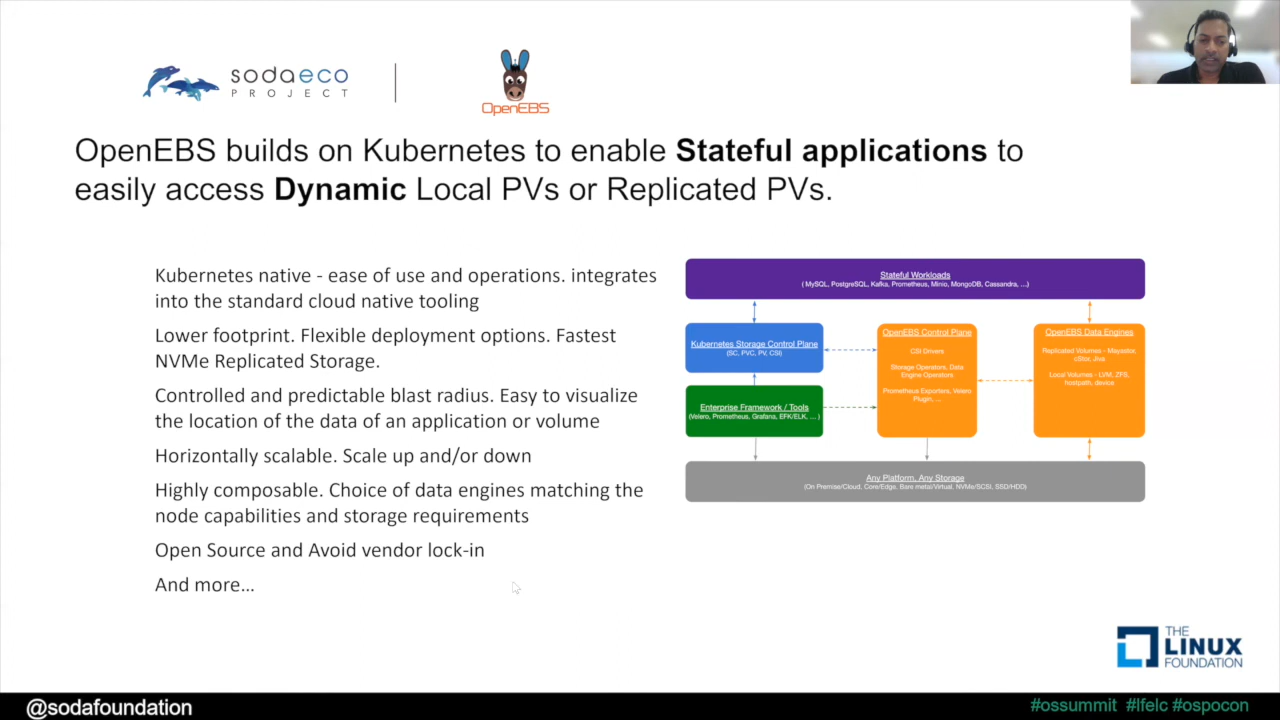 sodaeco
PROJECT
OpenEBS
OpenEBS builds on Kubernetes to enable Stateful applications to
easily access Dynamic Local PVs or Replicated PVs.
Kubernetes native - ease of use and operations. integrates
into the standard cloud native tooling
Lower footprint. Flexible deployment options. Fastest
NVMe Replicated Storage.
Controlled and predictable blast radius. Easy to visualize
the location of the data of an application or volume
Horizontally scalable. Scale up and/or down
Highly composable. Choice of data engines matching the
node capabilities and storage requirements
Open Source and Avoid vendor lock-in
And more...
Stateful Workloads
( MySQL, PostgreSQL, Kafka, Prometheus, Minio, MongoDB, Cassandra, ...)
Kubernetes Storage Control Plane
(SC, PVC, PV, CSI)
Enterprise Framework / Tools
(Velero, Prometheus, Grafana, EFK/ELK, ... )
OpenEBS Control Plane
CSI Drivers
Storage Operators, Data
Engine Operators
Prometheus Exporters, Velero
Plugin, ...
OpenEBS Data Engines
Replicated Volumes - Mayastor,
cStor, Jiva
Local Volumes - LVM, ZFS,
hostpath, device
Any Platform, Any Storage
(On Premise/Cloud, Core/Edge, Bare metal/Virtual, NVMe/SCSI, SSD/HDD)
THE
LINUX
FOUNDATION
@sodafoundation
#ossummit #lfelc #ospocon